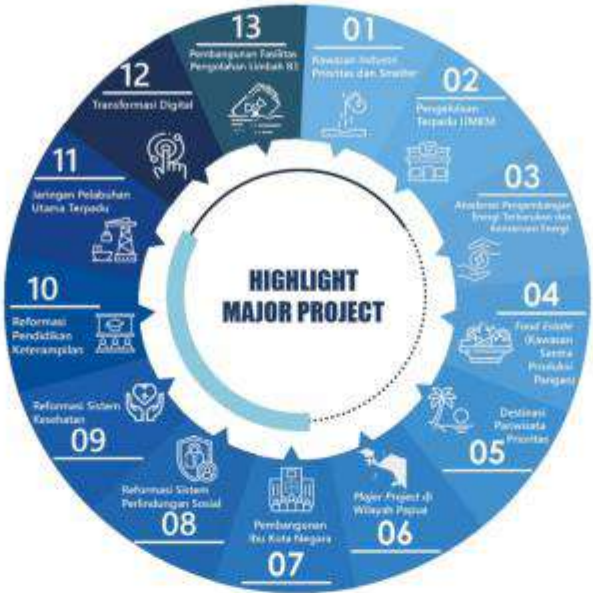 HIGHLIGHT
MAJOR PROJECT
01
Kawasan Industri
Prioritas dan Smelter
02
Pengelolaan
Terpadu UMKM
03
Akselerasi Pengembangan
Energi Terbarukan dan
Konservasi Energi
04
Food Estate
(Kawasan
Sentra
Produksi
Pangan)
Destinasi
Pariwisata
Prioritas
05
Major Project di
Wilayah Papua
06
Pembangunan
Ibu Kota Negara
07
Reformasi Sistem
Perlindungan Sosial
08
Reformasi Sistem
Kesehatan
09
10
Reformasi
Pendidikan
Keterampilan
11
Jaringan Pelabuhan
Utama Terpadu
12
Transformasi Digital
13
Pembangunan Fasilitas
Pengolahan Limbah B3